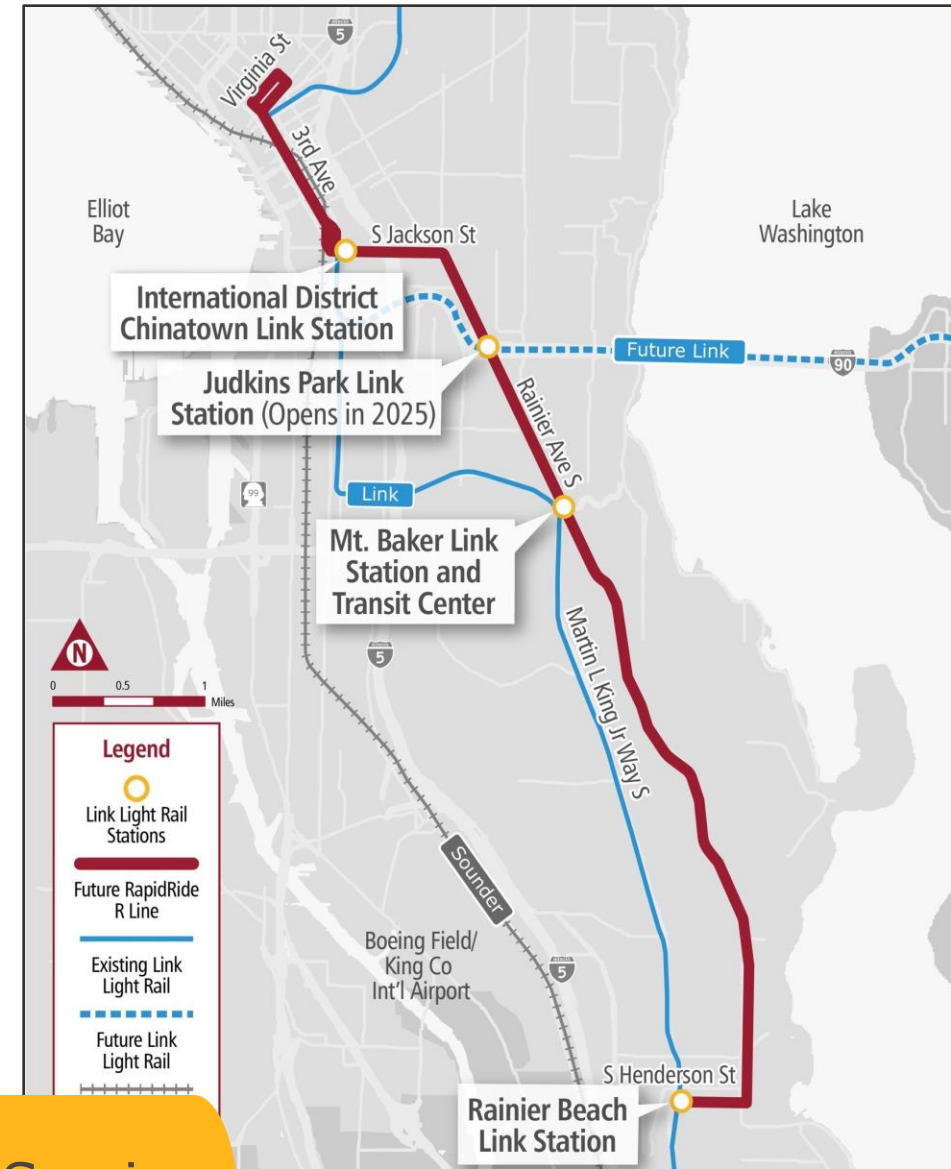 5
Virginia St
3rd Ave
Elliot
Bay
Lake
Washington
S Jackson St
International District
Chinatown Link Station
Future Link
90
Judkins Park Link
Station (Opens in 2025)
Rainier Ave S
99
Link
Mt. Baker Link
Station and
Transit Center
Martin L King Jr Way S
5
N
0 0.5 1
Miles
Legend
Link Light Rail
Stations
Future RapidRide
R Line
Existing Link
Light Rail
Future Link
Light Rail
Sounder
Boeing Field/
King Co
Int'l Airport
5
S Henderson St
Rainier Beach
Link Station